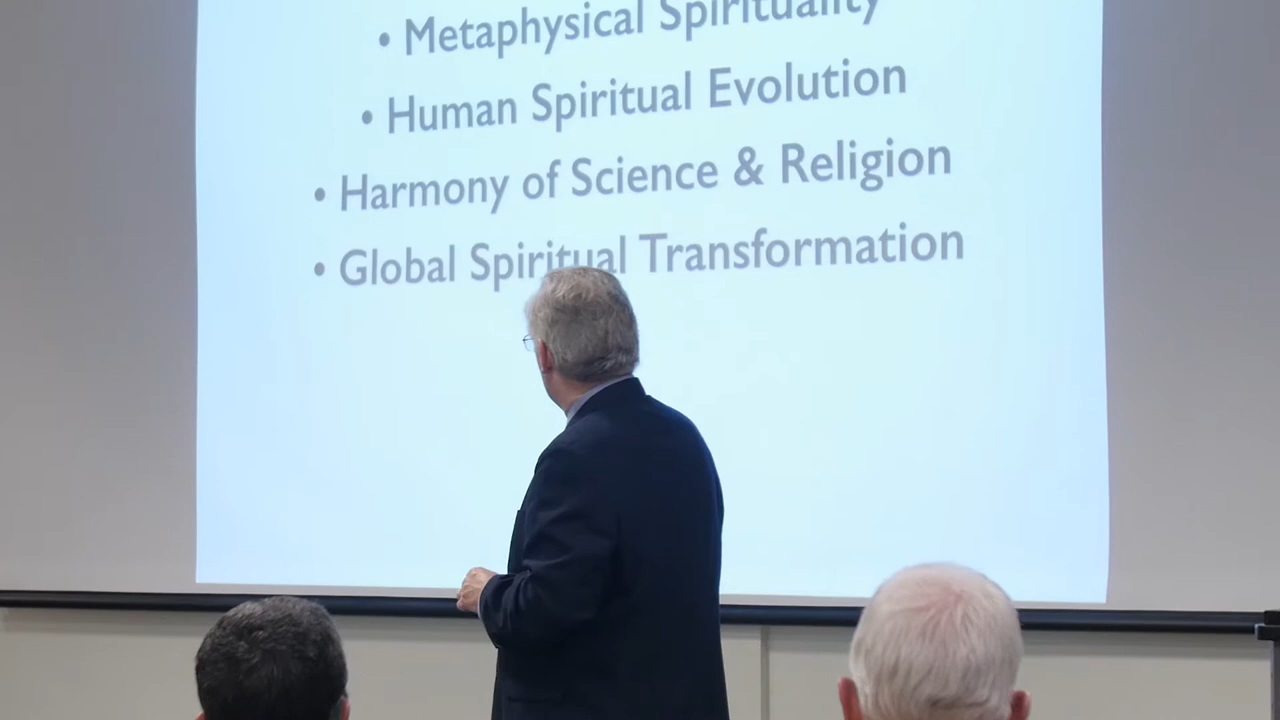 • Metaphysical Spirituality
• Human Spiritual Evolution
• Harmony of Science & Religion
• Global Spiritual Transformation